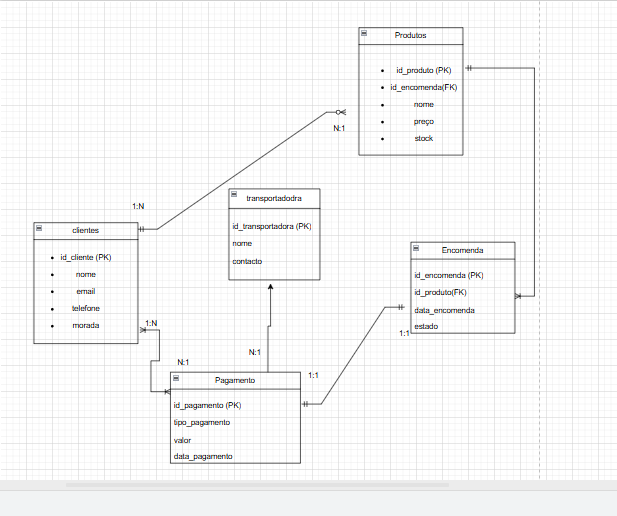 Produtos
id_produto (PK)
id_encomenda(FK)
nome
preço
stock
N:1
1:N
transportadodra
id_transportadora (PK)
nome
contacto
clientes
id_cliente (PK)
nome
email
telefone
morada
Encomenda
id_encomenda (PK)
id_produto(FK)
data_encomenda
estado
1:N
1:1
N:1
N:1
1:1
Pagamento
id_pagamento (PK)
tipo_pagamento
valor
data_pagamento